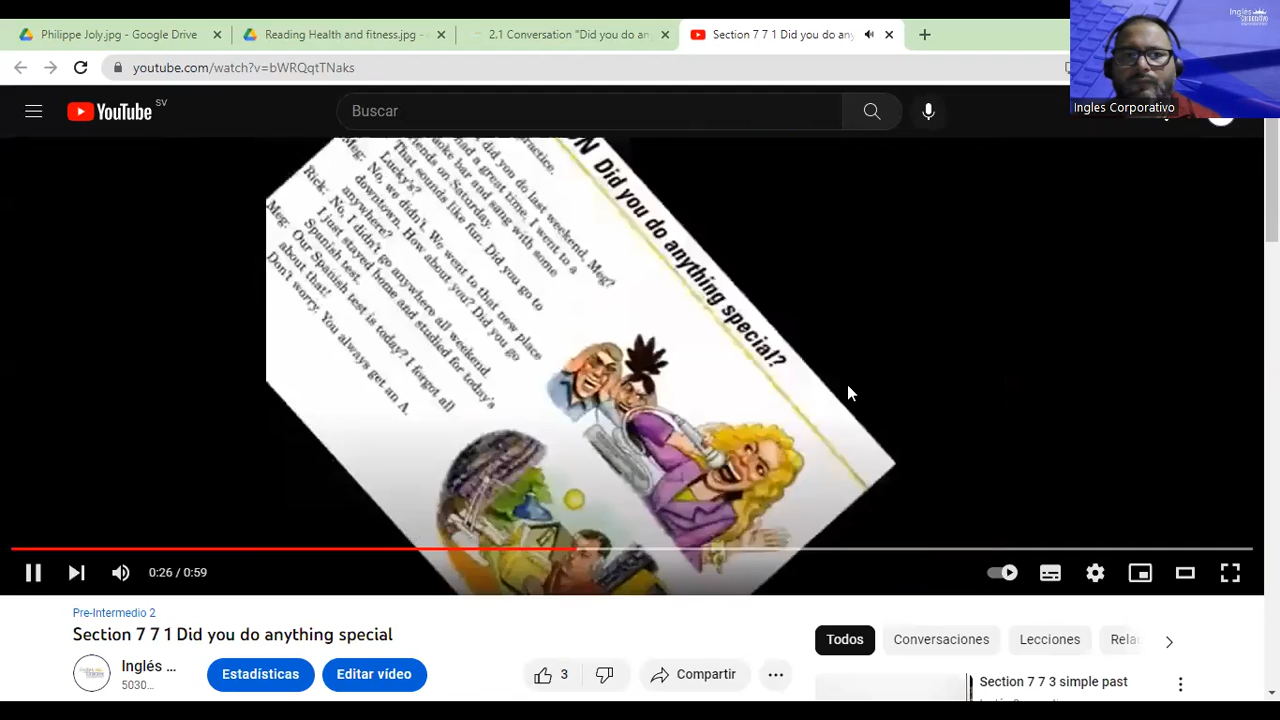 Philippe Joly.jpg - Google Drive
Reading Health and fitness.jpg -
2.1 Conversation "Did you do an
Section 7 7 1 Did you do any
youtube.com/watch?v=bWRQqtTNaks
Ingles
corporativo
Ingles Corporativo
YouTube SV
Buscar
N Did you do anything special?
practice.
did you do last weekend, Meg?
had a great time. I went to a
karaoke bar and sang with some
friends on Saturday.
That sounds like fun. Did you go to
Lucky's?
Meg: No, we didn't. We went to that new place
downtown. How about you? Did you go
anywhere?
Rick: No, I didn't go anywhere all weekend.
I just stayed home and studied for today's
Spanish test.
Meg: Our Spanish test is today? I forgot all
about that!
Don't worry. You always get an A.
0:26 / 0:59
Pre-Intermedio 2
Section 7 7 1 Did you do anything special
Inglés ...
5030...
Estadísticas
Editar vídeo
3
Compartir
Todos
Conversaciones
Lecciones
Rela
Section 7 7 3 simple past